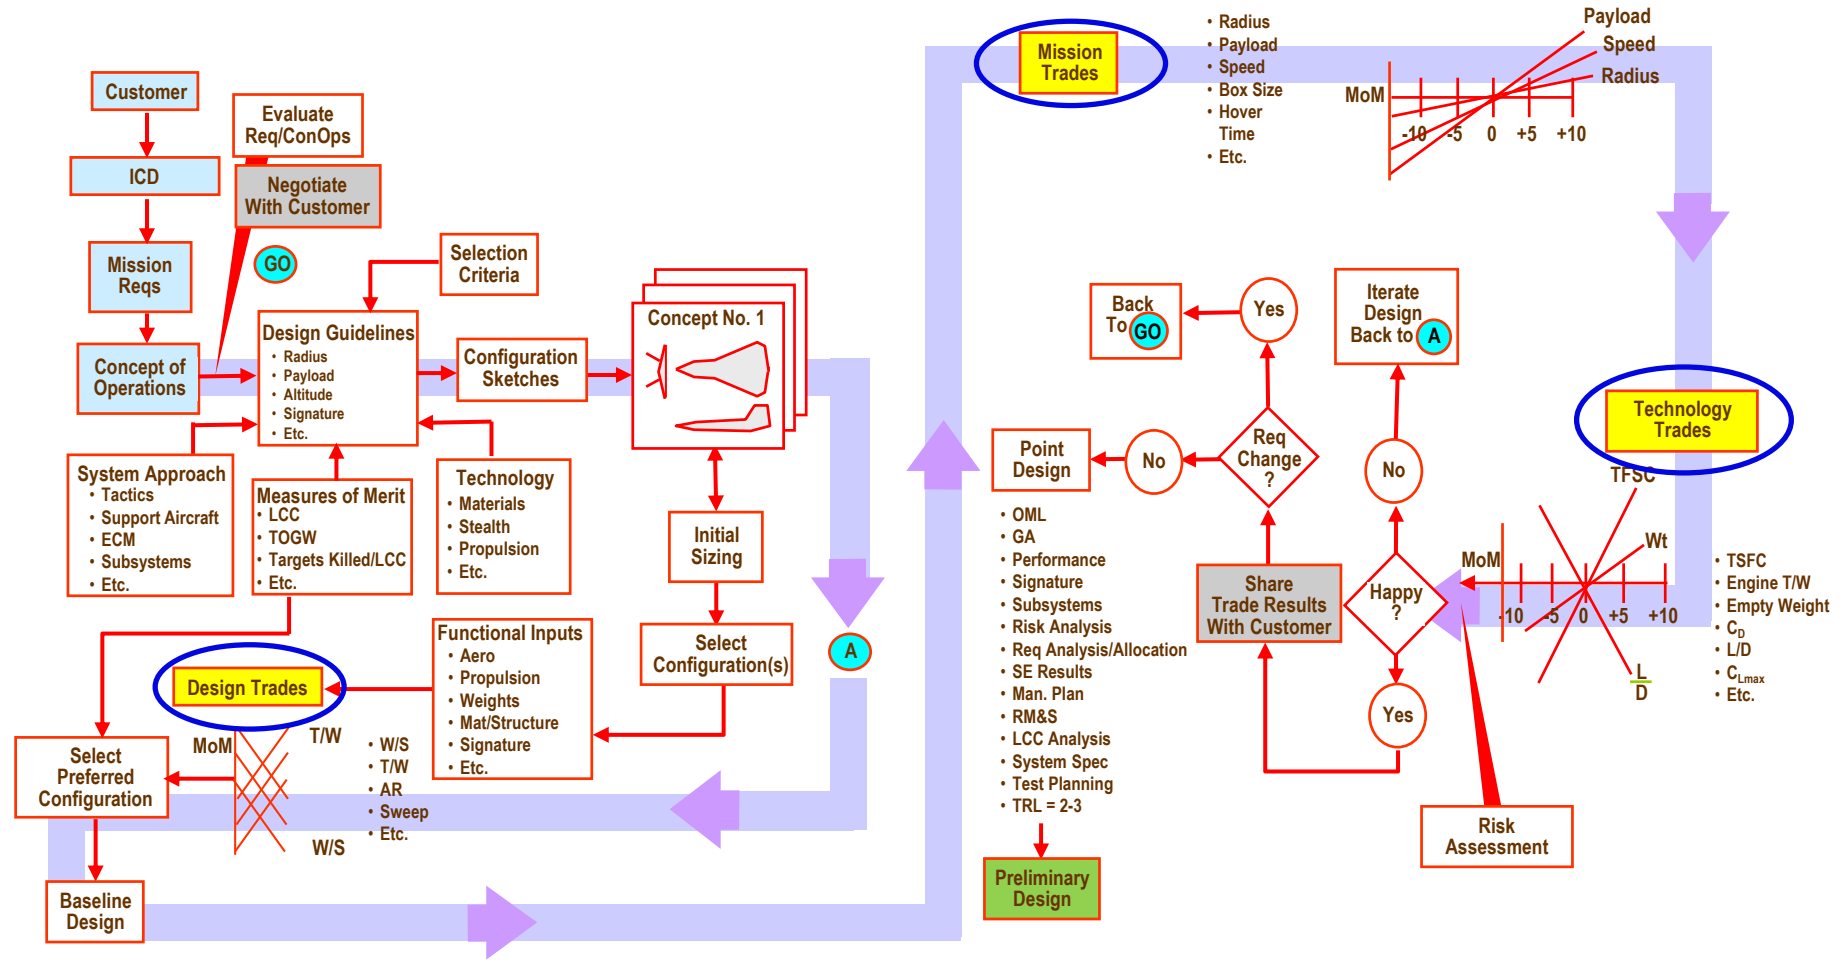 Customer
ICD
Mission
Reqs
Concept of
Operations
Evaluate
Req/ConOps
Negotiate
With Customer
GO
Selection
Criteria
Design Guidelines
• Radius
• Payload
• Altitude
• Signature
• Etc.
Configuration
Sketches
Concept No. 1
System Approach
• Tactics
• Support Aircraft
• ECM
• Subsystems
• Etc.
Measures of Merit
• LCC
• TOGW
• Targets Killed/LCC
• Etc.
Technology
• Materials
• Stealth
• Propulsion
• Etc.
Initial
Sizing
Select
Configuration(s)
A
Functional Inputs
• Aero
• Propulsion
• Weights
• Mat/Structure
• Signature
• Etc.
Design Trades
MoM
T/W
W/S
• W/S
• T/W
• AR
• Sweep
• Etc.
Select
Preferred
Configuration
Baseline
Design
Mission
Trades
• Radius
• Payload
• Speed
• Box Size
• Hover
Time
• Etc.
Payload
Speed
Radius
MoM
-10 -5 0 +5 +10
Technology
Trades
TFSC
Wt
MoM
-10 -5 0 +5 +10
L
D
• TSFC
• Engine T/W
• Empty Weight
• CD
• L/D
• CLmax
• Etc.
Risk
Assessment
Happy
?
No
Iterate
Design
Back to A
Yes
Share
Trade Results
With Customer
Req
Change
?
Yes
Back
To GO
No
Point
Design
• OML
• GA
• Performance
• Signature
• Subsystems
• Risk Analysis
• Req Analysis/Allocation
• SE Results
• Man. Plan
• RM&S
• LCC Analysis
• System Spec
• Test Planning
• TRL = 2-3
Preliminary
Design